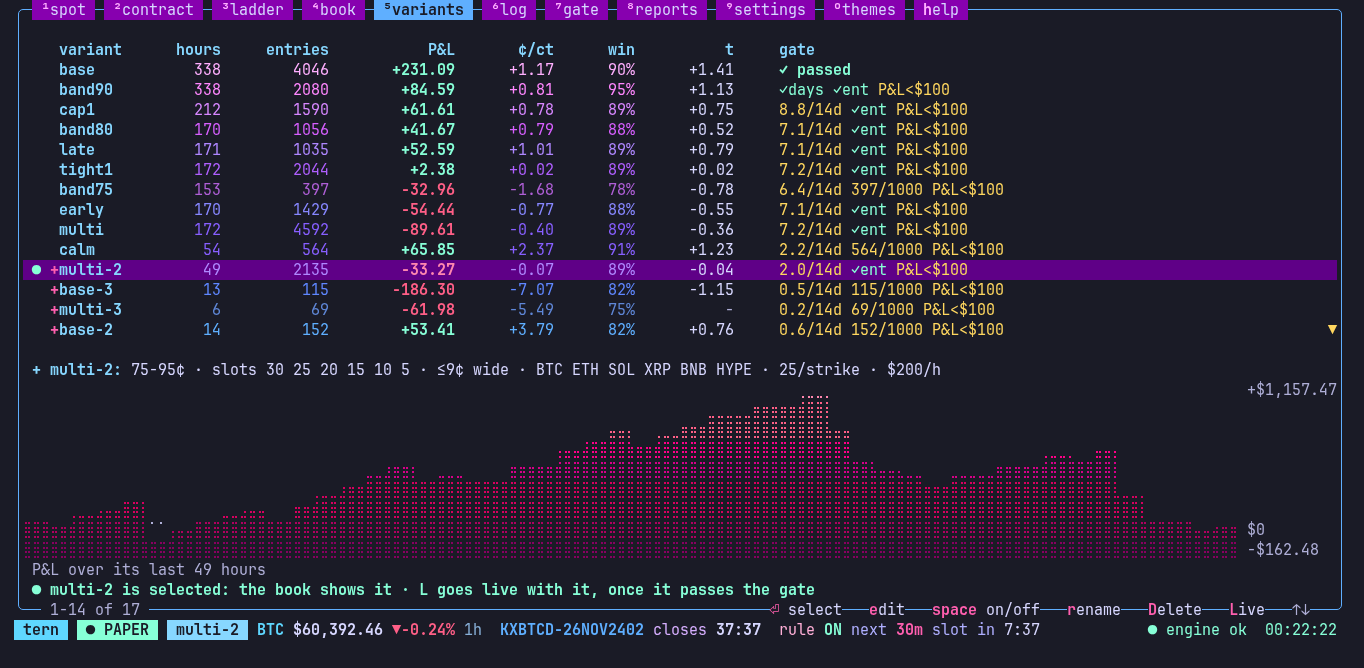 ¹spot ²contract ³ladder ⁴book ⁵variants ⁶log ⁷gate ⁸reports ⁹settings ⁰themes help
variant hours entries P&L ¢/ct win t gate
base 338 4046 +231.09 +1.17 90% +1.41 ✓ passed
band90 338 2080 +84.59 +0.81 95% +1.13 ✓days ✓ent P&L<$100
cap1 212 1590 +61.61 +0.78 89% +0.75 8.8/14d ✓ent P&L<$100
band80 170 1056 +41.67 +0.79 88% +0.52 7.1/14d ✓ent P&L<$100
late 171 1035 +52.59 +1.01 89% +0.79 7.1/14d ✓ent P&L<$100
tight1 172 2044 +2.38 +0.02 89% +0.02 7.2/14d ✓ent P&L<$100
band75 153 397 -32.96 -1.68 78% -0.78 6.4/14d 397/1000 P&L<$100
early 170 1429 -54.44 -0.77 88% -0.55 7.1/14d ✓ent P&L<$100
multi 172 4592 -89.61 -0.40 89% -0.36 7.2/14d ✓ent P&L<$100
calm 54 564 +65.85 +2.37 91% +1.23 2.2/14d 564/1000 P&L<$100
● +multi-2 49 2135 -33.27 -0.07 89% -0.04 2.0/14d ✓ent P&L<$100
+base-3 13 115 -186.30 -7.07 82% -1.15 0.5/14d 115/1000 P&L<$100
+multi-3 6 69 -61.98 -5.49 75% - 0.2/14d 69/1000 P&L<$100
+base-2 14 152 +53.41 +3.79 82% +0.76 0.6/14d 152/1000 P&L<$100 ▼
+ multi-2: 75-95¢ · slots 30 25 20 15 10 5 · ≤9¢ wide · BTC ETH SOL XRP BNB HYPE · 25/strike · $200/h
+$1,157.47
$0
-$162.48
P&L over its last 49 hours
● multi-2 is selected: the book shows it · L goes live with it, once it passes the gate
1-14 of 17 ⏎ select edit space on/off rename Delete Live ↑↓
tern ● PAPER multi-2 BTC $60,392.46 ▼-0.24% 1h KXBTCD-26NOV2402 closes 37:37 rule ON next 30m slot in 7:37 ● engine ok 00:22:22